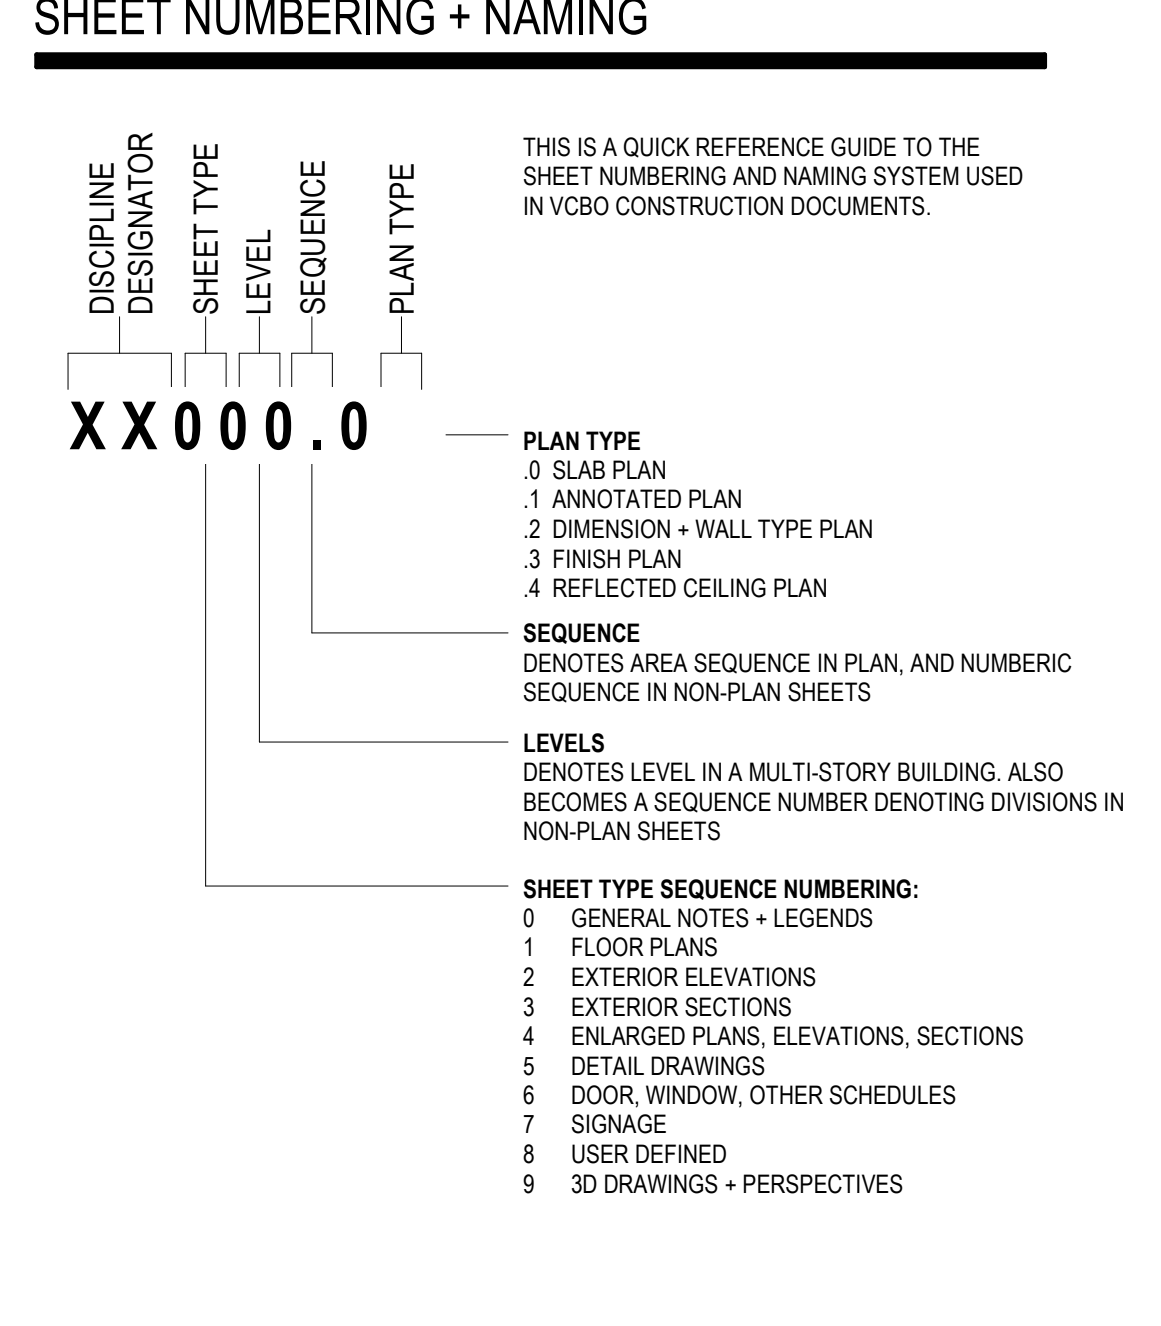 SHEET NUMBERING + NAMING
DISCIPLINE
DESIGNATOR
SHEET TYPE
LEVEL
SEQUENCE
PLAN TYPE
THIS IS A QUICK REFERENCE GUIDE TO THE
SHEET NUMBERING AND NAMING SYSTEM USED
IN VCBO CONSTRUCTION DOCUMENTS.
XX000.0
PLAN TYPE
.0 SLAB PLAN
.1 ANNOTATED PLAN
.2 DIMENSION + WALL TYPE PLAN
.3 FINISH PLAN
.4 REFLECTED CEILING PLAN
SEQUENCE
DENOTES AREA SEQUENCE IN PLAN, AND NUMBERIC
SEQUENCE IN NON-PLAN SHEETS
LEVELS
DENOTES LEVEL IN A MULTI-STORY BUILDING. ALSO
BECOMES A SEQUENCE NUMBER DENOTING DIVISIONS IN
NON-PLAN SHEETS
SHEET TYPE SEQUENCE NUMBERING:
0 GENERAL NOTES + LEGENDS
1 FLOOR PLANS
2 EXTERIOR ELEVATIONS
3 EXTERIOR SECTIONS
4 ENLARGED PLANS, ELEVATIONS, SECTIONS
5 DETAIL DRAWINGS
6 DOOR, WINDOW, OTHER SCHEDULES
7 SIGNAGE
8 USER DEFINED
9 3D DRAWINGS + PERSPECTIVES